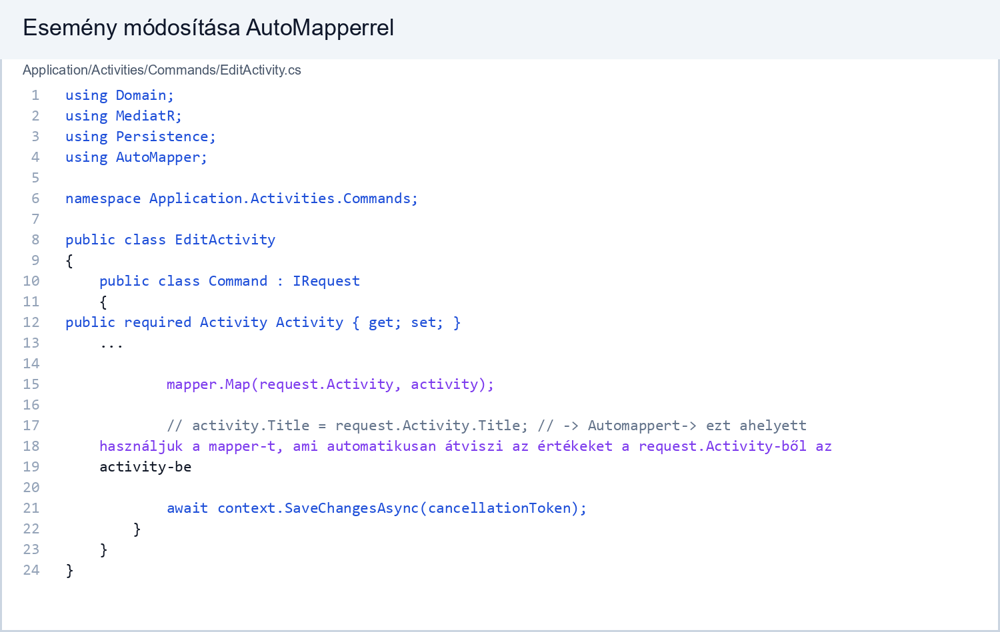 Esemény módosítása AutoMapperrel
Application/Activities/Commands/EditActivity.cs
1 using Domain;
2 using MediatR;
3 using Persistence;
4 using AutoMapper;
5
6 namespace Application.Activities.Commands;
7
8 public class EditActivity
9 {
10     public class Command : IRequest
11     {
12 public required Activity Activity { get; set; }
13     ...
14
15             mapper.Map(request.Activity, activity);
16
17             // activity.Title = request.Activity.Title; // -> Automappert-> ezt ahelyett
18     használjuk a mapper-t, ami automatikusan átviszi az értékeket a request.Activity-ből az
19     activity-be
20
21             await context.SaveChangesAsync(cancellationToken);
22         }
23     }
24 }